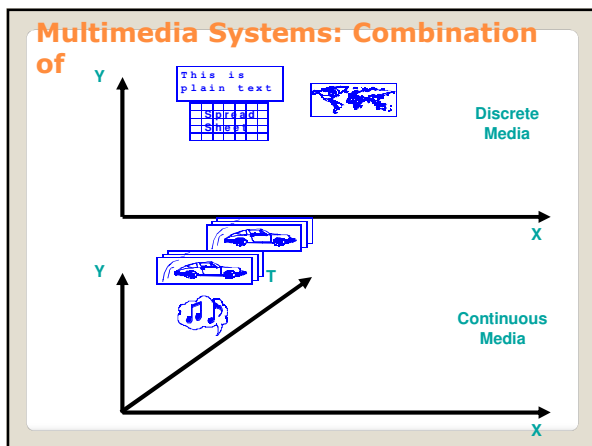 Multimedia Systems: Combination
of
Y
This is
plain text
Spread
Sheet
Discrete
Media
X
Y
T
Continuous
Media
X